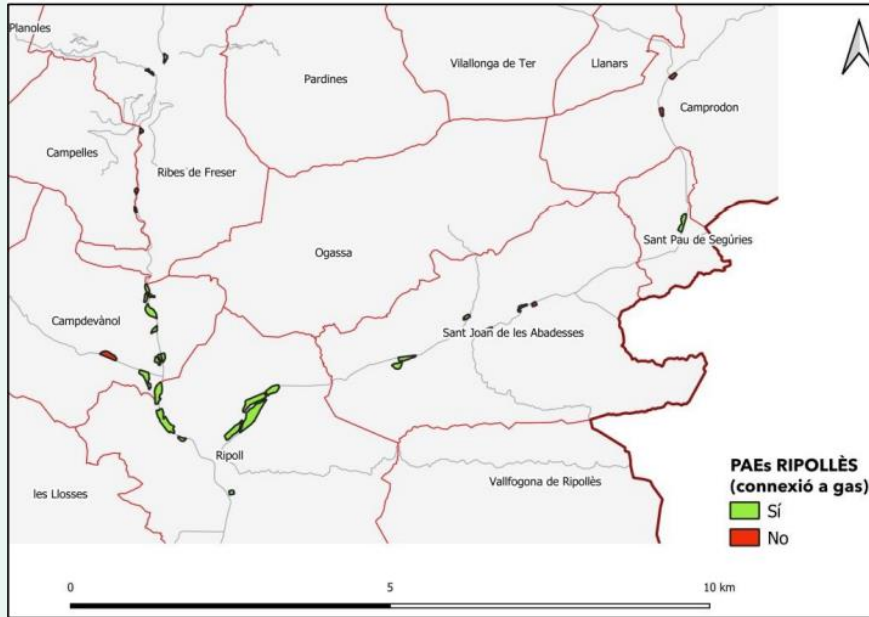 Planoles
Pardines
Vilallonga de Ter
Llanars
Camprodon
Campelles
Ribes de Freser
Ogassa
Sant Pau de Segúries
Campdevànol
Sant Joan de les Abadesses
Ripoll
les Llosses
Vallfogona de Ripollès
PAEs RIPOLLÈS
(connexió a gas)
Sí
No
0 5 10 km